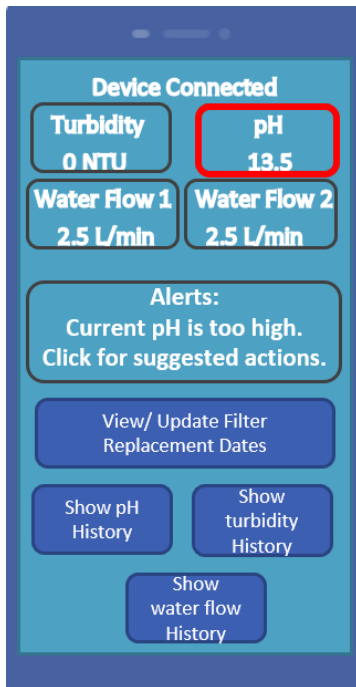 Device Connected
Turbidity
0 NTU
pH
13.5
Water Flow 1
2.5 L/min
Water Flow 2
2.5 L/min
Alerts:
Current pH is too high.
Click for suggested actions.
View/ Update Filter
Replacement Dates
Show pH
History
Show
turbidity
History
Show
water flow
History